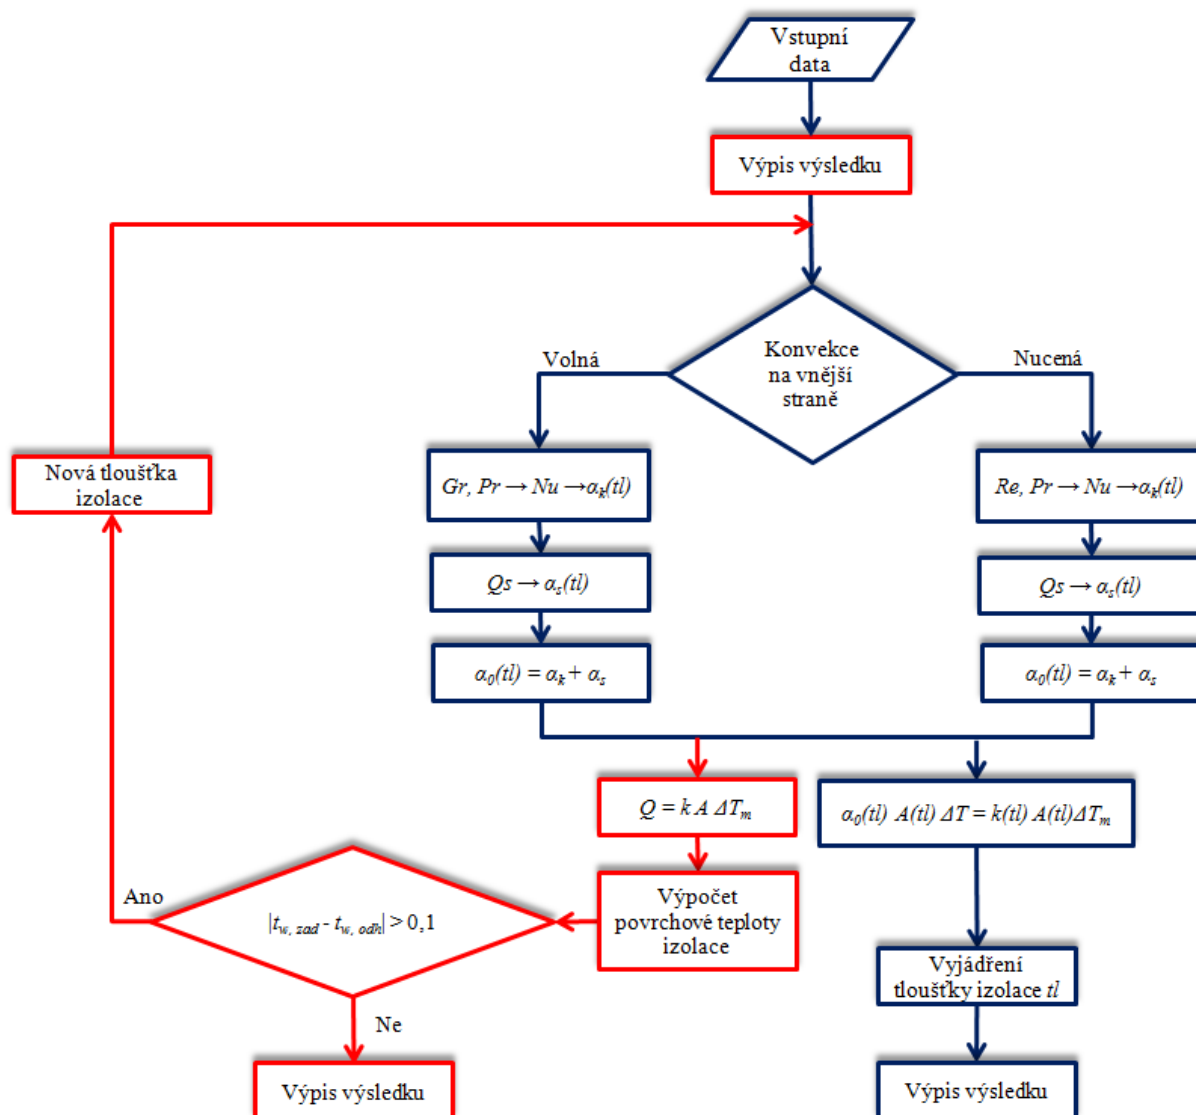 Vstupní
data
Výpis výsledku
Konvekce
na vnější
straně
Volná
Nucená
Nová tloušťka
izolace
Gr, Pr → Nu →αk(tl)
Re, Pr → Nu →αk(tl)
Qs → αs(tl)
Qs → αs(tl)
α0(tl) = αk + αs
α0(tl) = αk + αs
Q = k A ΔTm
α0(tl) A(tl) ΔT = k(tl) A(tl)ΔTm
Ano
|tw, zad - tw, odh| > 0,1
Výpočet
povrchové teploty
izolace
Vyjádření
tloušťky izolace tl
Ne
Výpis výsledku
Výpis výsledku